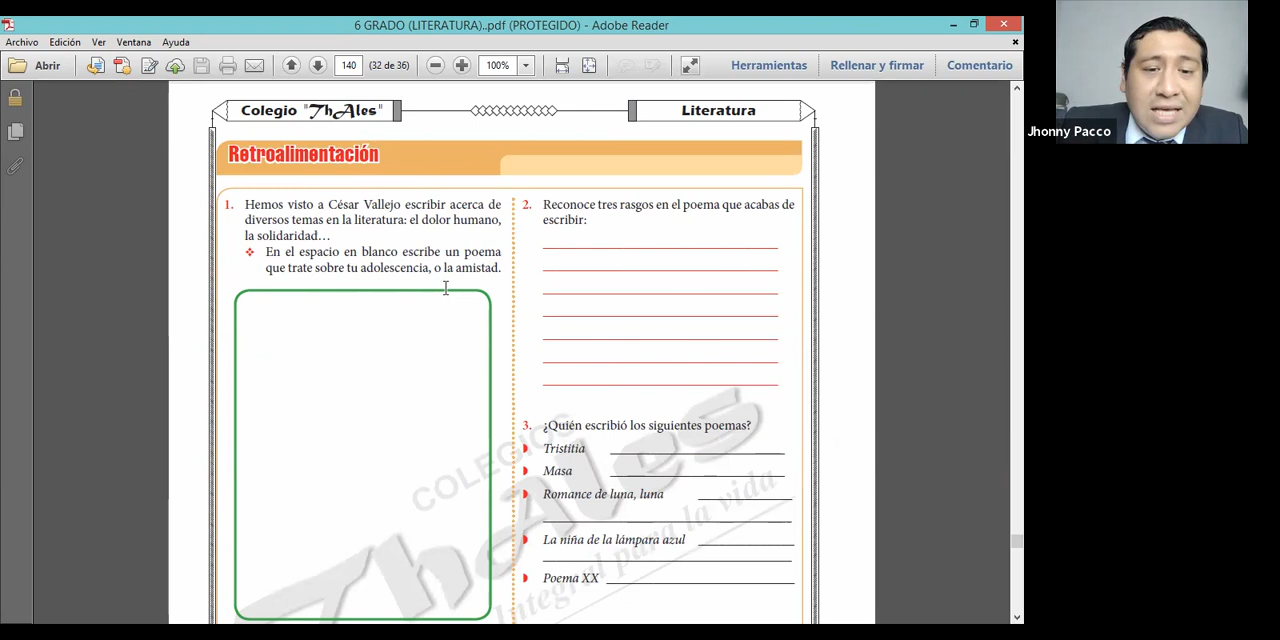 6 GRADO (LITERATURA)..pdf (PROTEGIDO) - Adobe Reader
Archivo Edición Ver Ventana Ayuda
Abrir 140 (32 de 36) 100% Herramientas Rellenar y firmar Comentario
Colegio "ThAles" Literatura
Retroalimentación
1. Hemos visto a César Vallejo escribir acerca de
diversos temas en la literatura: el dolor humano,
la solidaridad…
En el espacio en blanco escribe un poema
que trate sobre tu adolescencia, o la amistad.
2. Reconoce tres rasgos en el poema que acabas de
escribir:
3. ¿Quién escribió los siguientes poemas?
Tristitia
Masa
Romance de luna, luna
La niña de la lámpara azul
Poema XX
COLEGIOS
ThAles
Integral para la vida
Jhonny Pacco